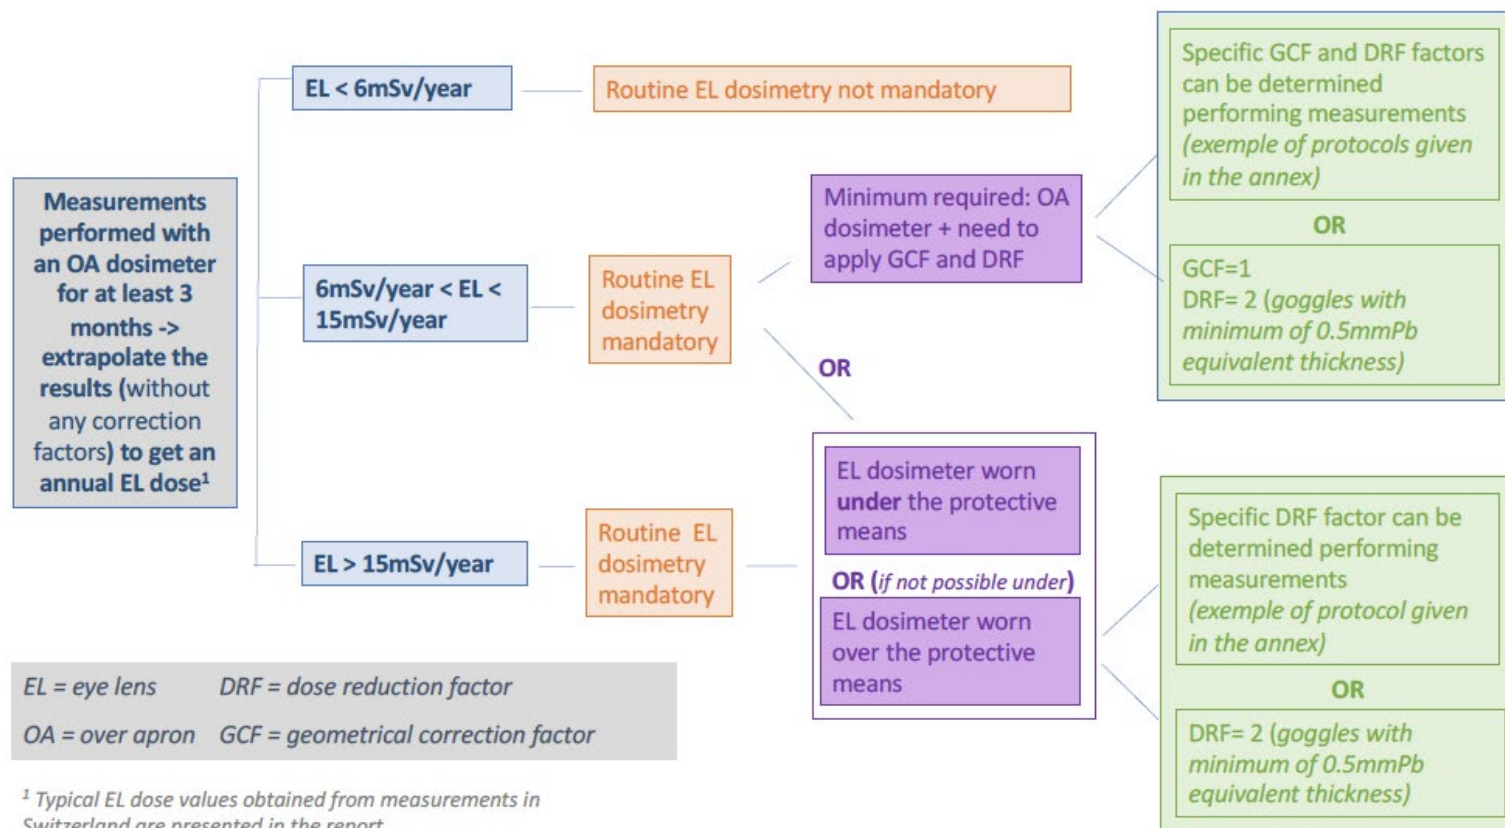 Measurements
performed with
an OA dosimeter
for at least 3
months ->
extrapolate the
results (without
any correction
factors) to get an
annual EL dose¹
EL < 6mSv/year
Routine EL dosimetry not mandatory
6mSv/year < EL <
15mSv/year
Routine EL
dosimetry
mandatory
Minimum required: OA
dosimeter + need to
apply GCF and DRF
Specific GCF and DRF factors
can be determined
performing measurements
(exemple of protocols given
in the annex)
OR
GCF=1
DRF= 2 (goggles with
minimum of 0.5mmPb
equivalent thickness)
OR
EL > 15mSv/year
Routine EL
dosimetry
mandatory
EL dosimeter worn
under the protective
means
OR (if not possible under)
EL dosimeter worn
over the protective
means
Specific DRF factor can be
determined performing
measurements
(exemple of protocol given
in the annex)
OR
DRF= 2 (goggles with
minimum of 0.5mmPb
equivalent thickness)
EL = eye lens DRF = dose reduction factor
OA = over apron GCF = geometrical correction factor
¹ Typical EL dose values obtained from measurements in
Switzerland are presented in the report